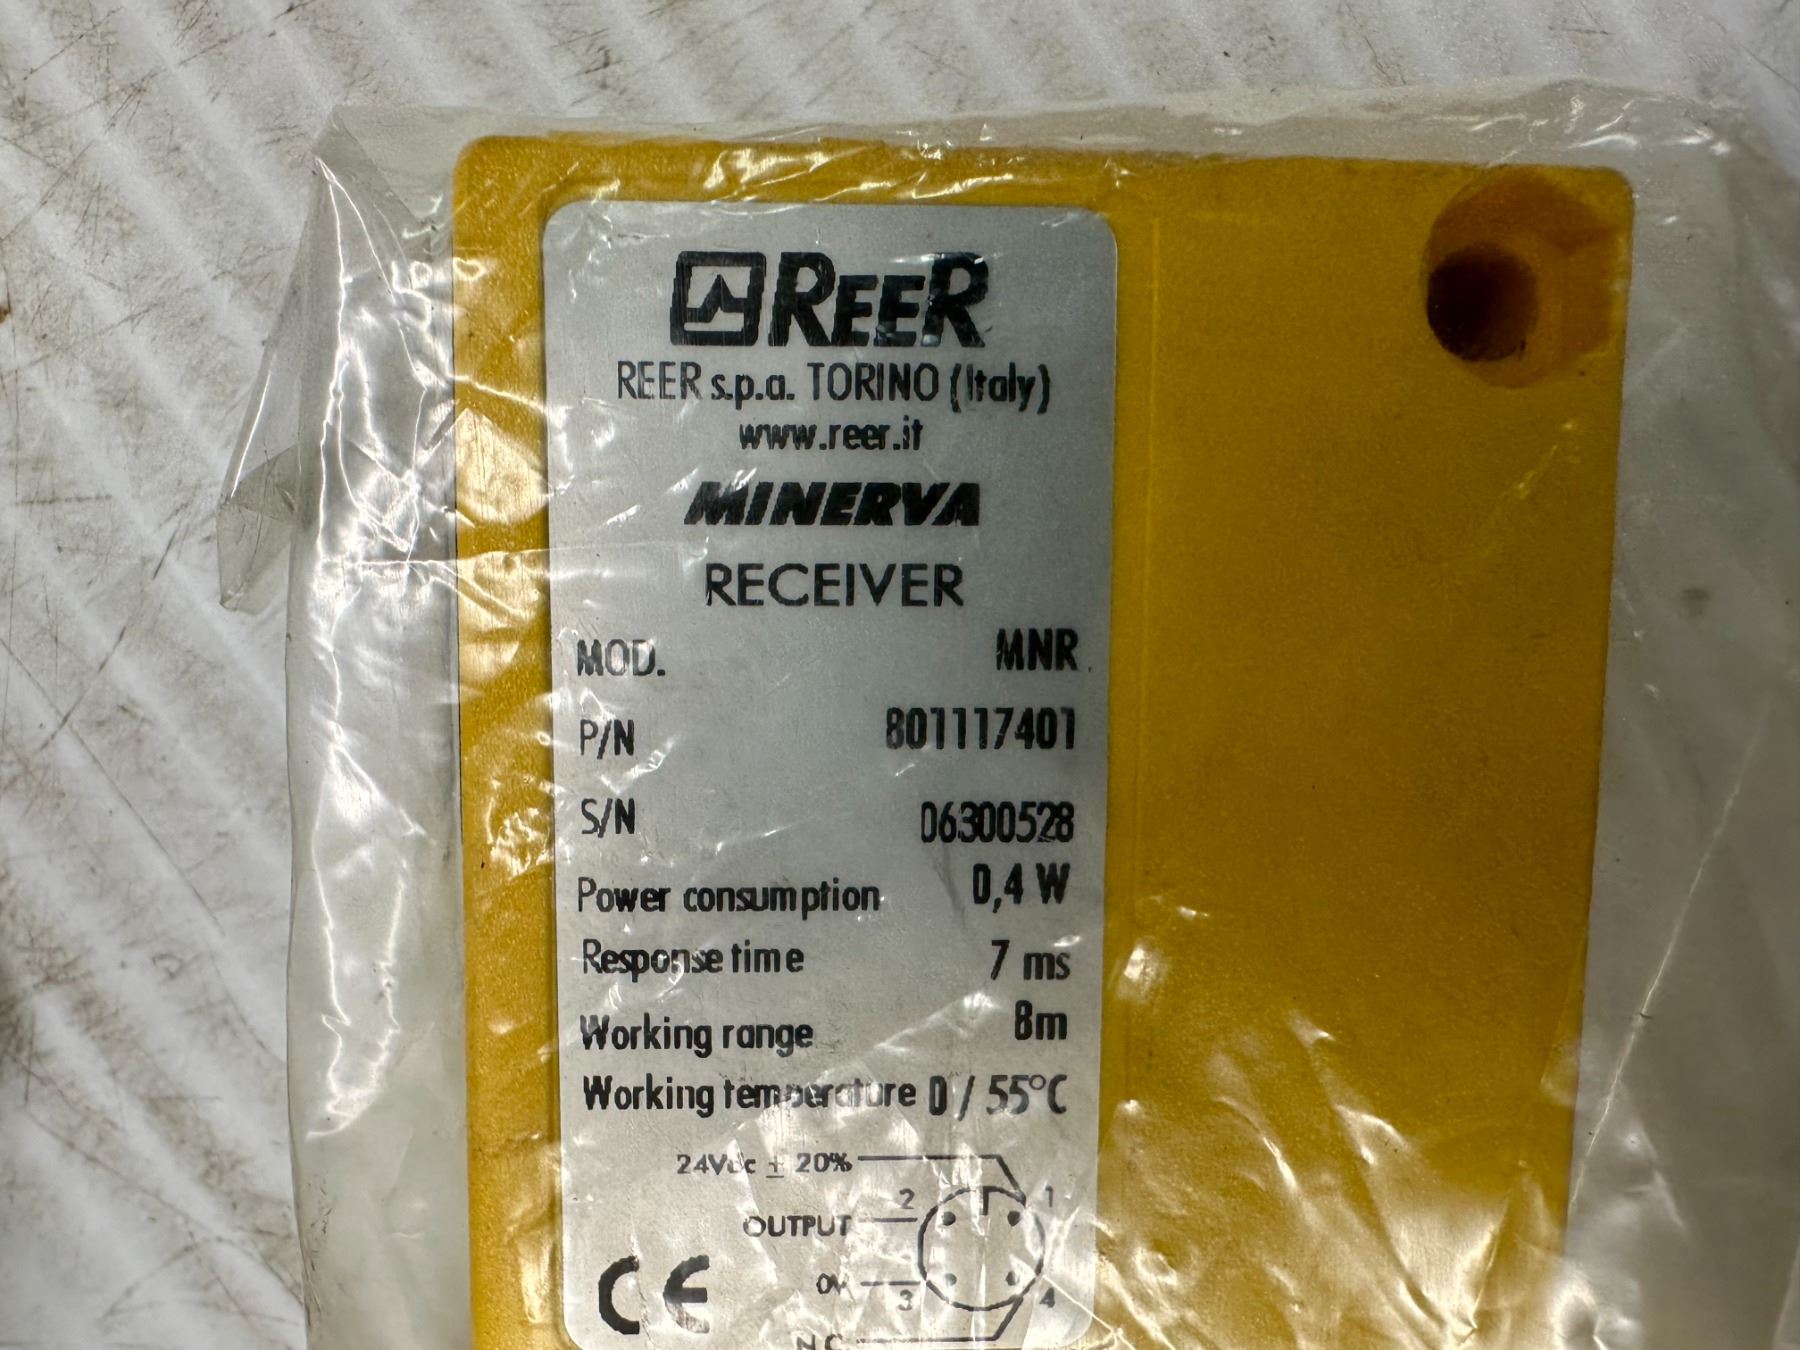 REER
REER s.p.a. TORINO (Italy)
www.reer.it
MINERVA
RECEIVER
MOD. MNR
P/N 801117401
S/N 06300528
Power consumption 0,4 W
Response time 7 ms
Working range 8m
Working temperature 0 / 55°C
24Vdc ± 20% 1
2
OUTPUT
0V 3 4
CE
N.C.